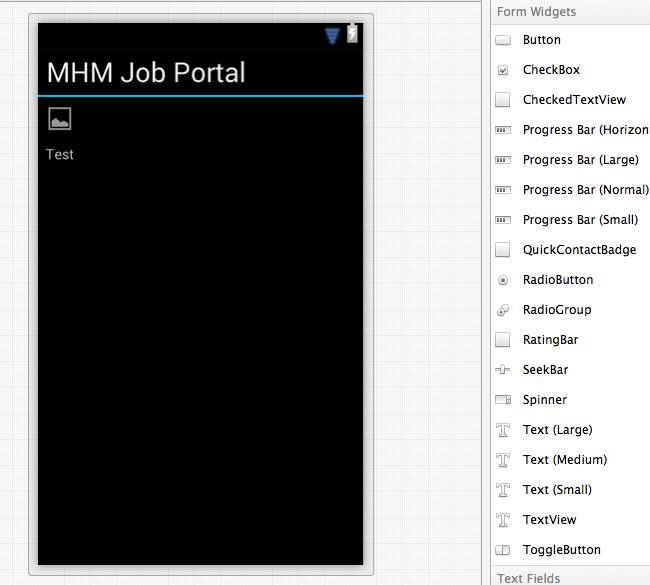 MHM Job Portal
Test
Form Widgets
Button
CheckBox
CheckedTextView
Progress Bar (Horizon
Progress Bar (Large)
Progress Bar (Normal)
Progress Bar (Small)
QuickContactBadge
RadioButton
RadioGroup
RatingBar
SeekBar
Spinner
Text (Large)
Text (Medium)
Text (Small)
TextView
ToggleButton
Text Fields